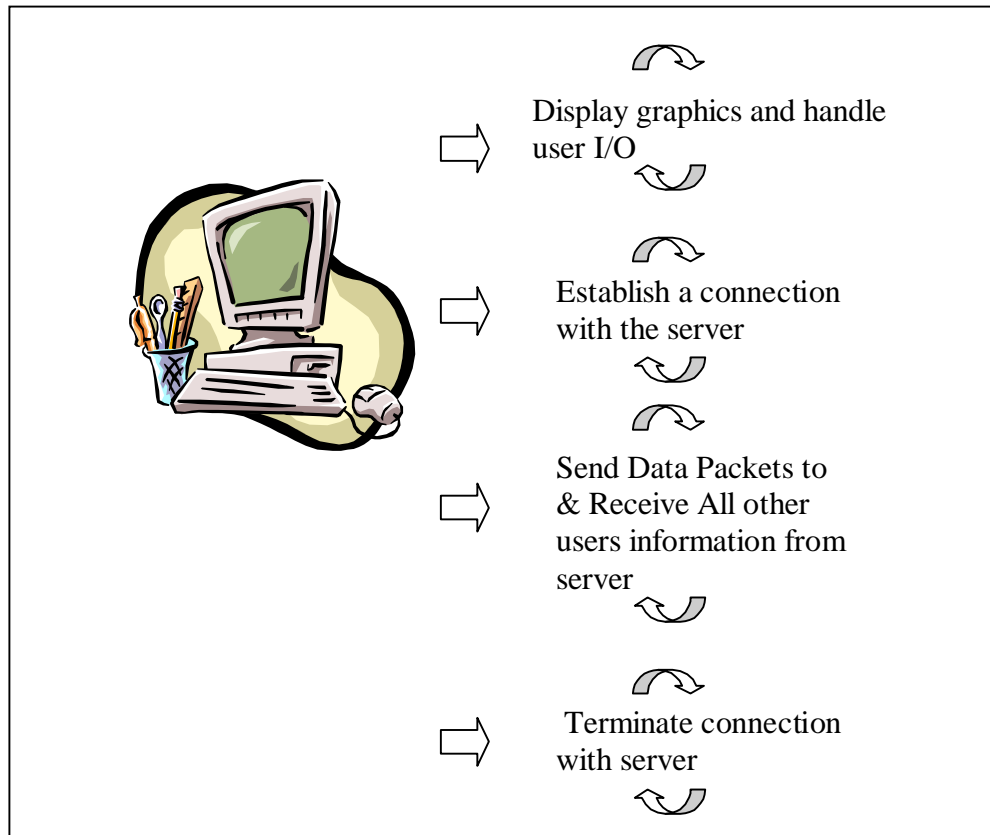 Display graphics and handle
user I/O
Establish a connection
with the server
Send Data Packets to
& Receive All other
users information from
server
Terminate connection
with server